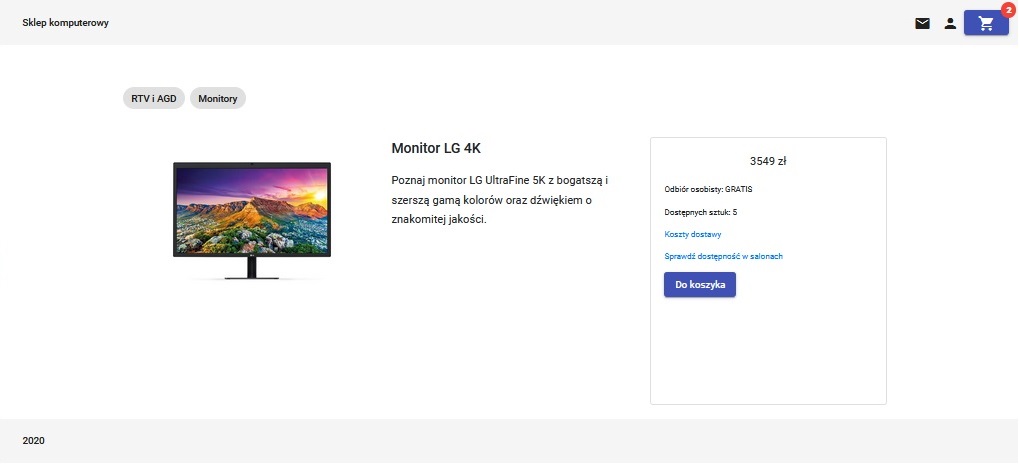 Sklep komputerowy
2
RTV i AGD
Monitory
Monitor LG 4K
Poznaj monitor LG UltraFine 5K z bogatszą i
szerszą gamą kolorów oraz dźwiękiem o
znakomitej jakości.
3549 zł
Odbiór osobisty: GRATIS
Dostępnych sztuk: 5
Koszty dostawy
Sprawdź dostępność w salonach
Do koszyka
2020